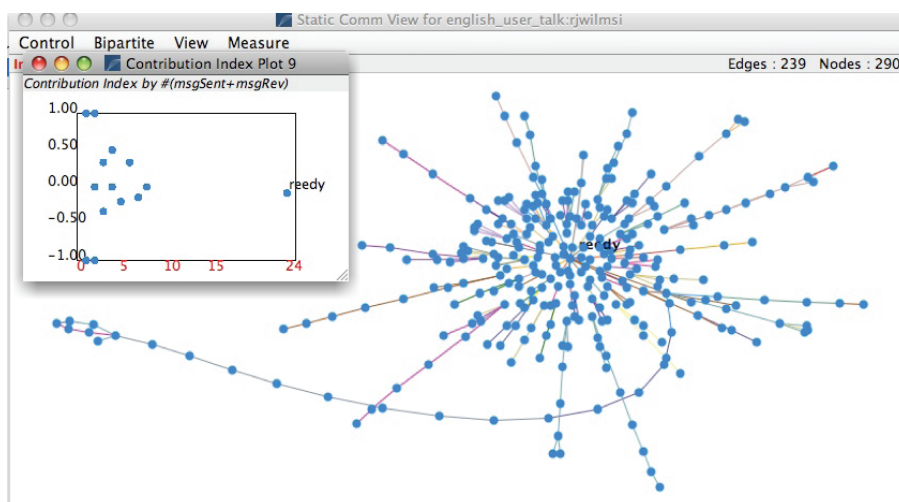 Static Comm View for english_user_talk:rjwilmsi
Control Bipartite View Measure
Contribution Index Plot 9
Edges : 239 Nodes : 290
Contribution Index by #(msgSent+msgRev)
1.00
0.50
0.00
reedy
-0.50
-1.00
0 5 10 15 24
reedy